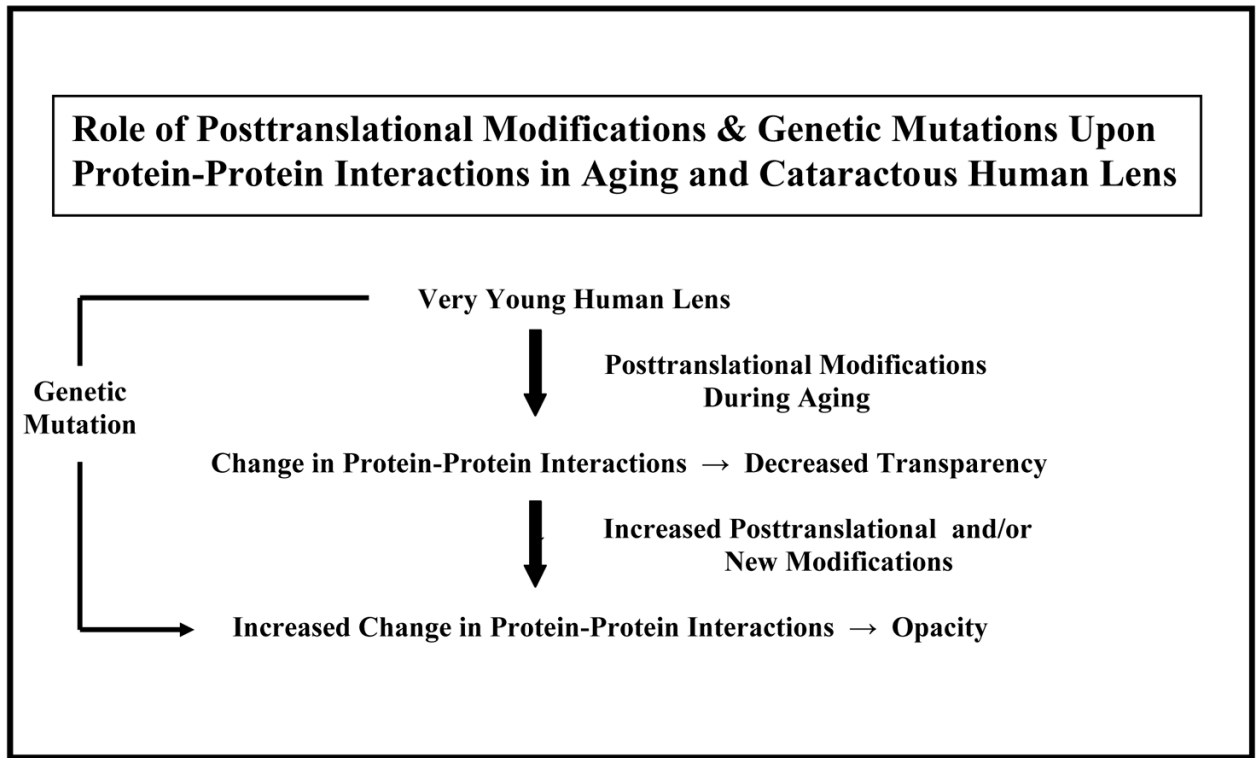 Role of Posttranslational Modifications & Genetic Mutations Upon
Protein-Protein Interactions in Aging and Cataractous Human Lens
Very Young Human Lens
Posttranslational Modifications
During Aging
Genetic
Mutation
Change in Protein-Protein Interactions → Decreased Transparency
Increased Posttranslational and/or
New Modifications
Increased Change in Protein-Protein Interactions → Opacity